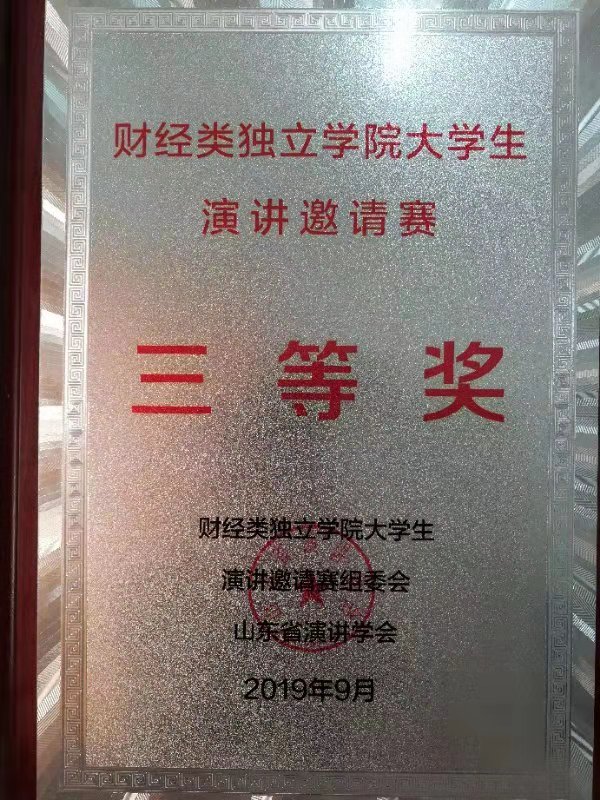 财经类独立学院大学生
演讲邀请赛
三等奖
财经类独立学院大学生
演讲邀请赛组委会
山东省演讲学会
2019年9月